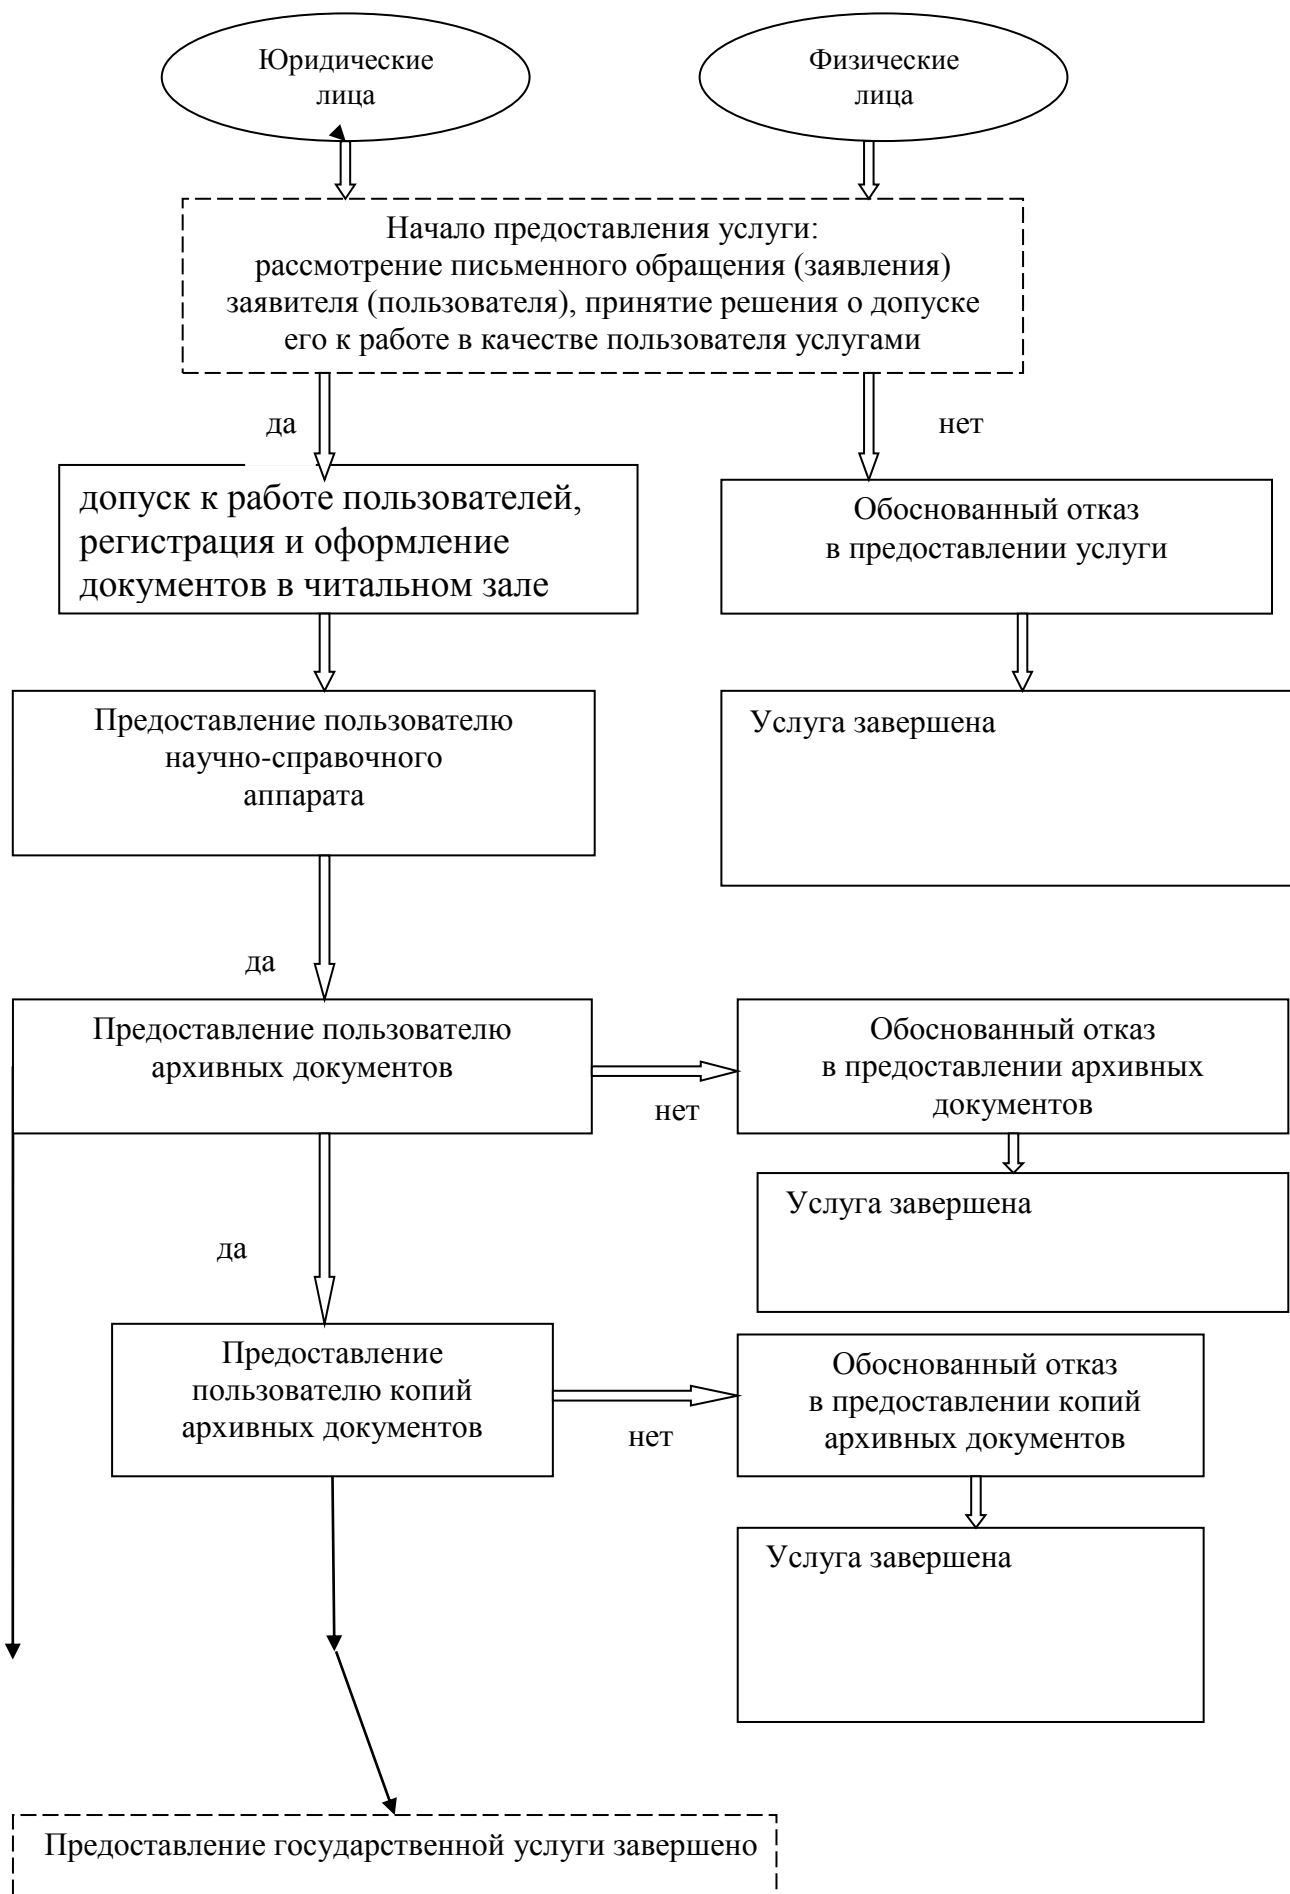 Юридические
лица
Физические
лица
Начало предоставления услуги:
рассмотрение письменного обращения (заявления)
заявителя (пользователя), принятие решения о допуске
его к работе в качестве пользователя услугами
да
нет
допуск к работе пользователей,
регистрация и оформление
документов в читальном зале
Обоснованный отказ
в предоставлении услуги
Предоставление пользователю
научно-справочного
аппарата
Услуга завершена
да
Предоставление пользователю
архивных документов
нет
Обоснованный отказ
в предоставлении архивных
документов
Услуга завершена
да
Предоставление
пользователю копий
архивных документов
нет
Обоснованный отказ
в предоставлении копий
архивных документов
Услуга завершена
Предоставление государственной услуги завершено